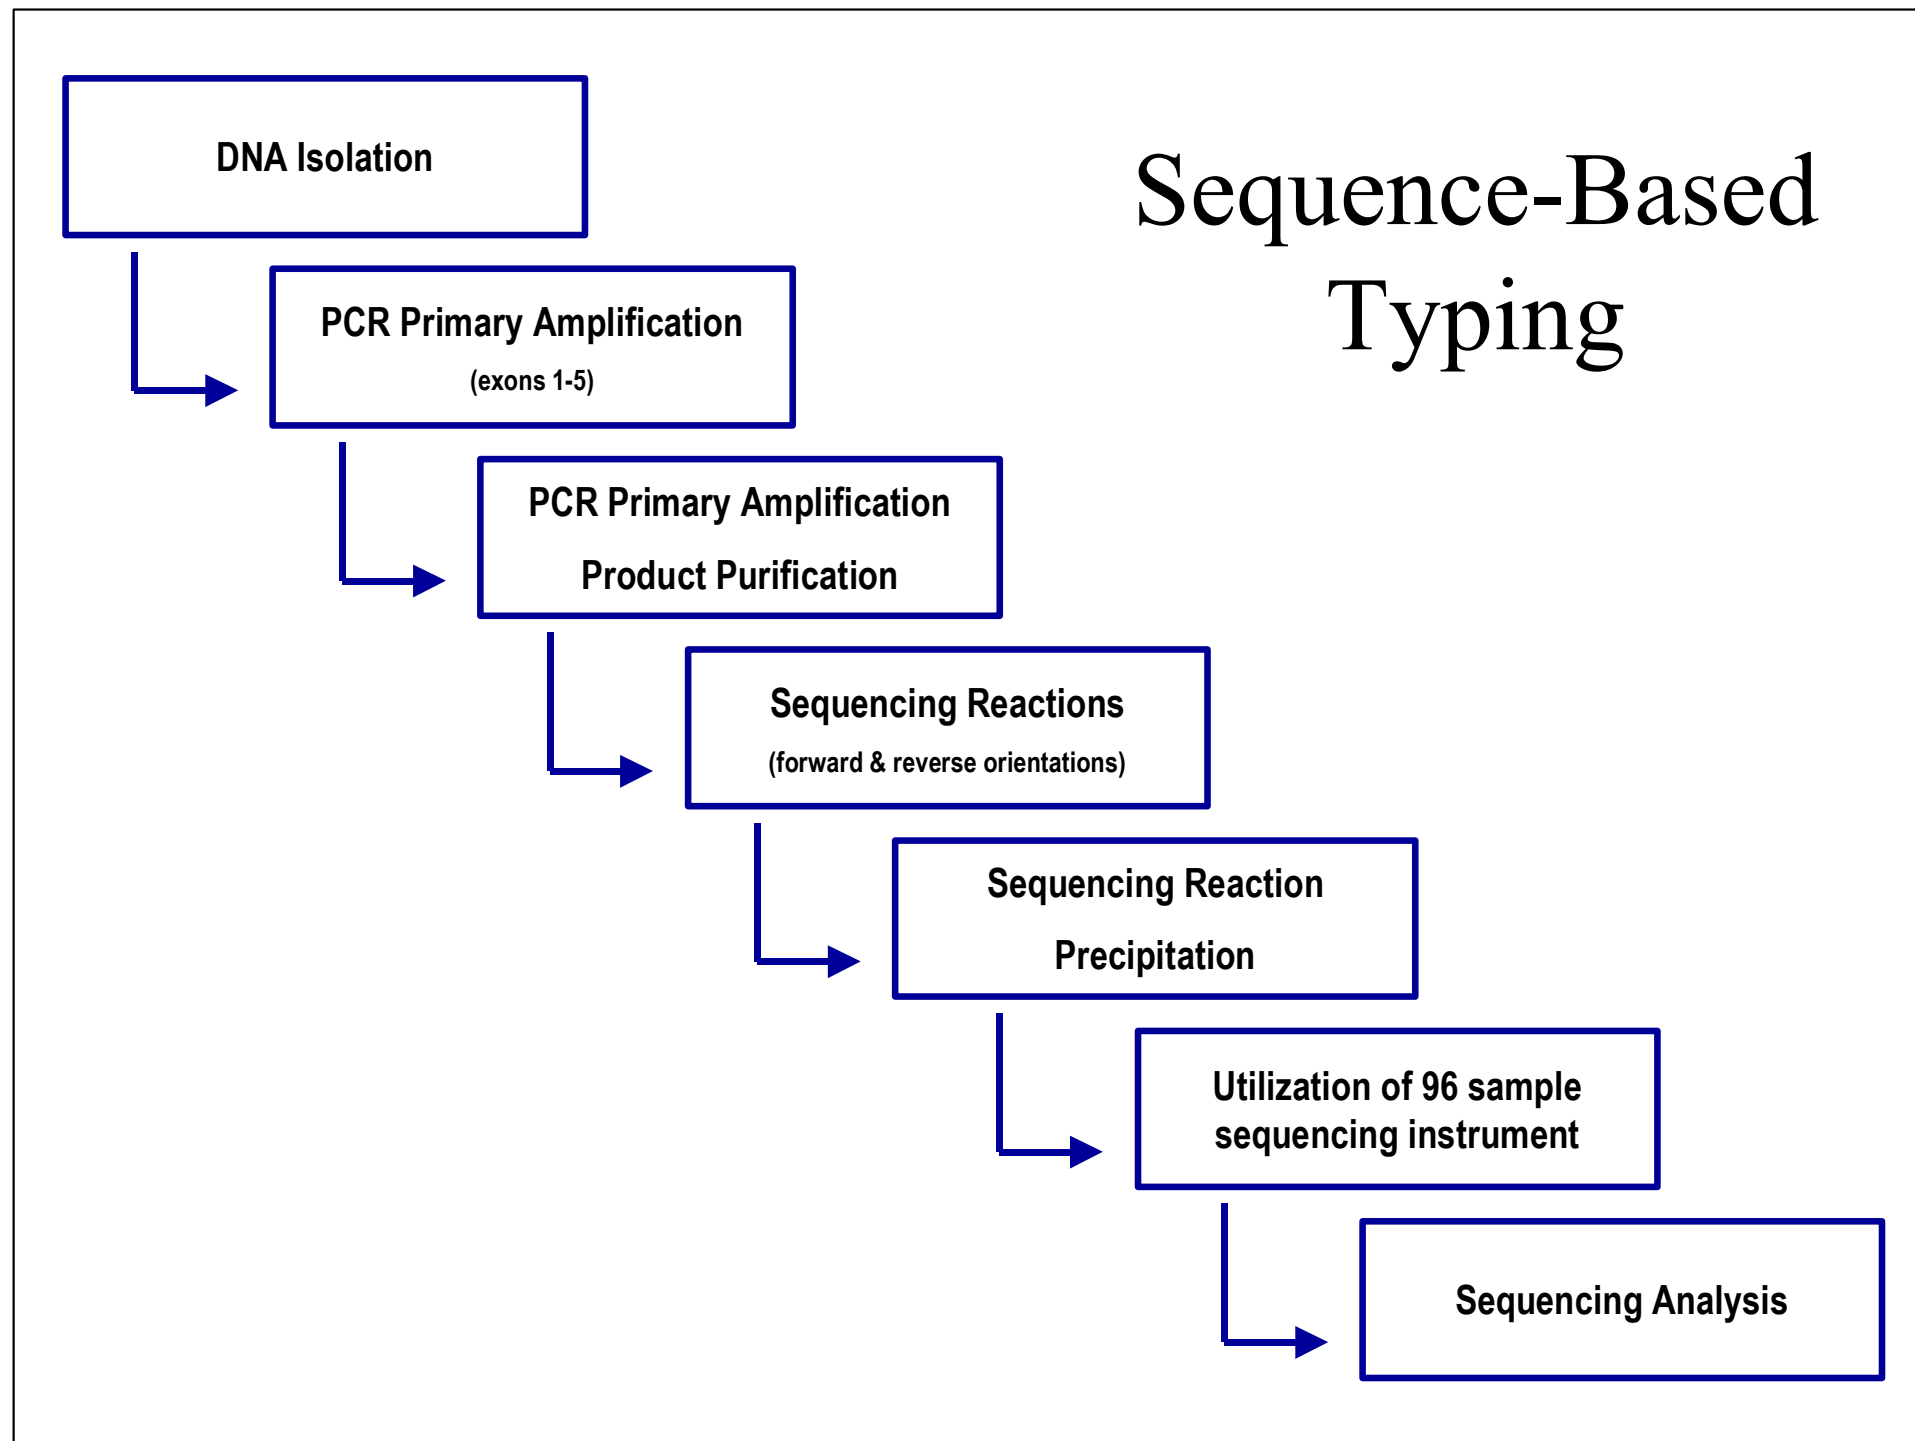 Sequence-Based
Typing
DNA Isolation
PCR Primary Amplification
(exons 1-5)
PCR Primary Amplification
Product Purification
Sequencing Reactions
(forward & reverse orientations)
Sequencing Reaction
Precipitation
Utilization of 96 sample
sequencing instrument
Sequencing Analysis